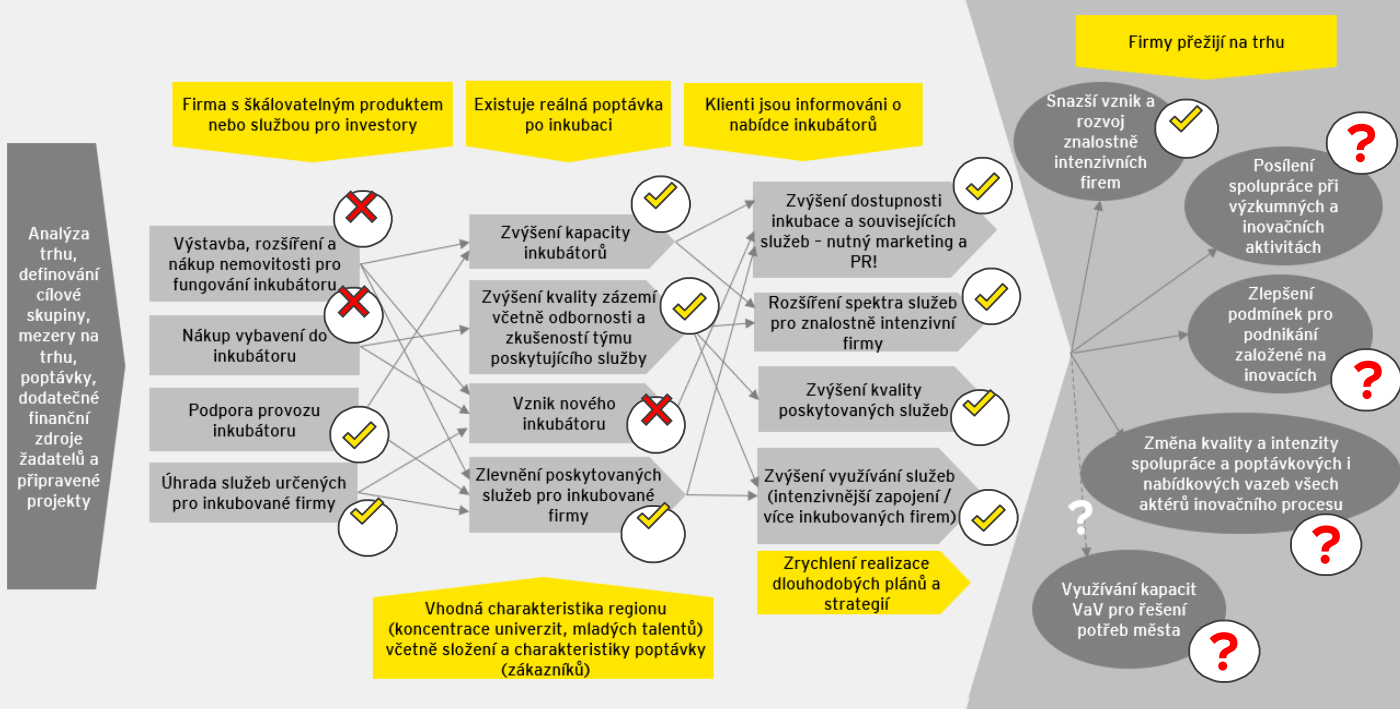 Firmy přežijí na trhu
Firma s škálovatelným produktem
nebo službou pro investory
Existuje reálná poptávka
po inkubaci
Klienti jsou informováni o
nabídce inkubátorů
Analýza
trhu,
definování
cílové
skupiny,
mezery na
trhu,
poptávky,
dodatečné
finanční
zdroje
žadatelů a
připravené
projekty
Výstavba, rozšíření a
nákup nemovitosti pro
fungování inkubátoru
Nákup vybavení do
inkubátoru
Podpora provozu
inkubátoru
Úhrada služeb určených
pro inkubované firmy
Zvýšení kapacity
inkubátorů
Zvýšení kvality zázemí
včetně odbornosti a
zkušeností týmu
poskytujícího služby
Vznik nového
inkubátoru
Zlevnění poskytovaných
služeb pro inkubované
firmy
Zvýšení dostupnosti
inkubace a souvisejících
služeb – nutný marketing a
PR!
Rozšíření spektra služeb
pro znalostně intenzivní
firmy
Zvýšení kvality
poskytovaných služeb
Zvýšení využívání služeb
(intenzivnější zapojení /
více inkubovaných firem)
Zrychlení realizace
dlouhodobých plánů a
strategií
Vhodná charakteristika regionu
(koncentrace univerzit, mladých talentů)
včetně složení a charakteristiky poptávky
(zákazníků)
Snazší vznik a
rozvoj
znalostně
intenzivních
firem
?
Posílení
spolupráce při
výzkumných a
inovačních
aktivitách
Zlepšení
podmínek pro
podnikání
založené na
inovacích
?
Změna kvality a intenzity
spolupráce a poptávkových i
nabídkových vazeb všech
aktérů inovačního procesu
?
?
Využívání kapacit
VaV pro řešení
potřeb města
?